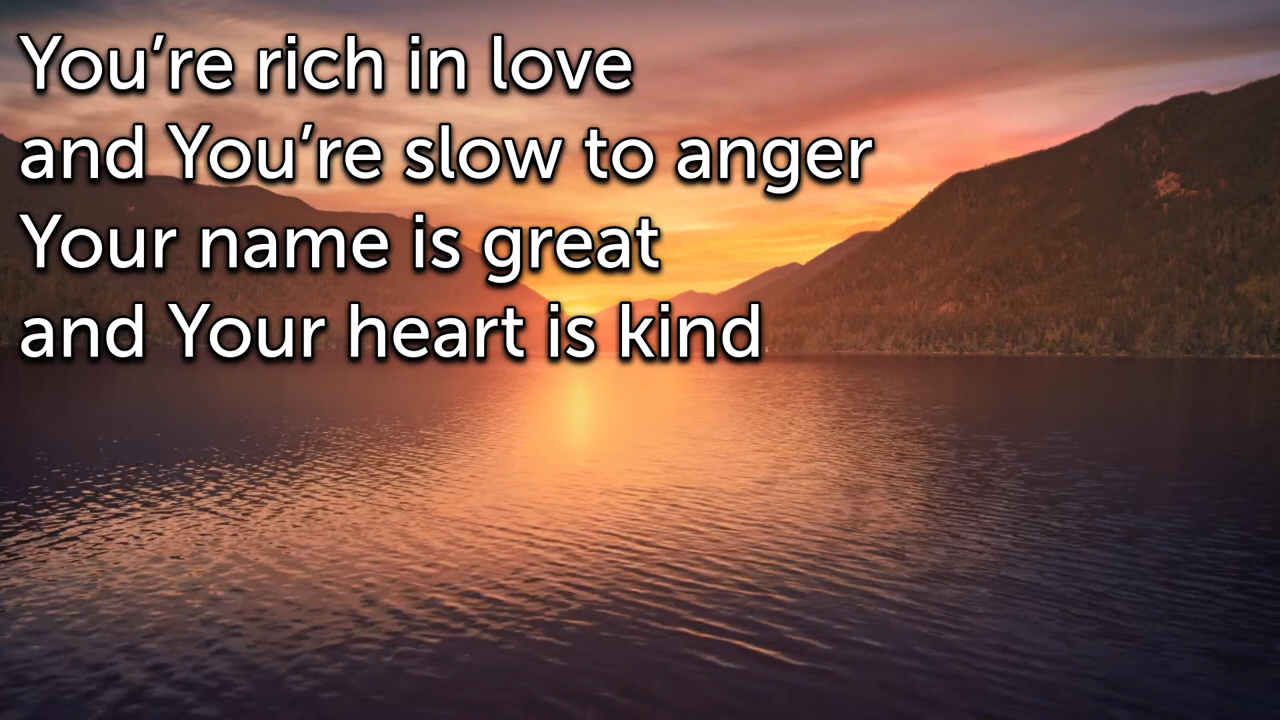 You’re rich in love
and You’re slow to anger
Your name is great
and Your heart is kind